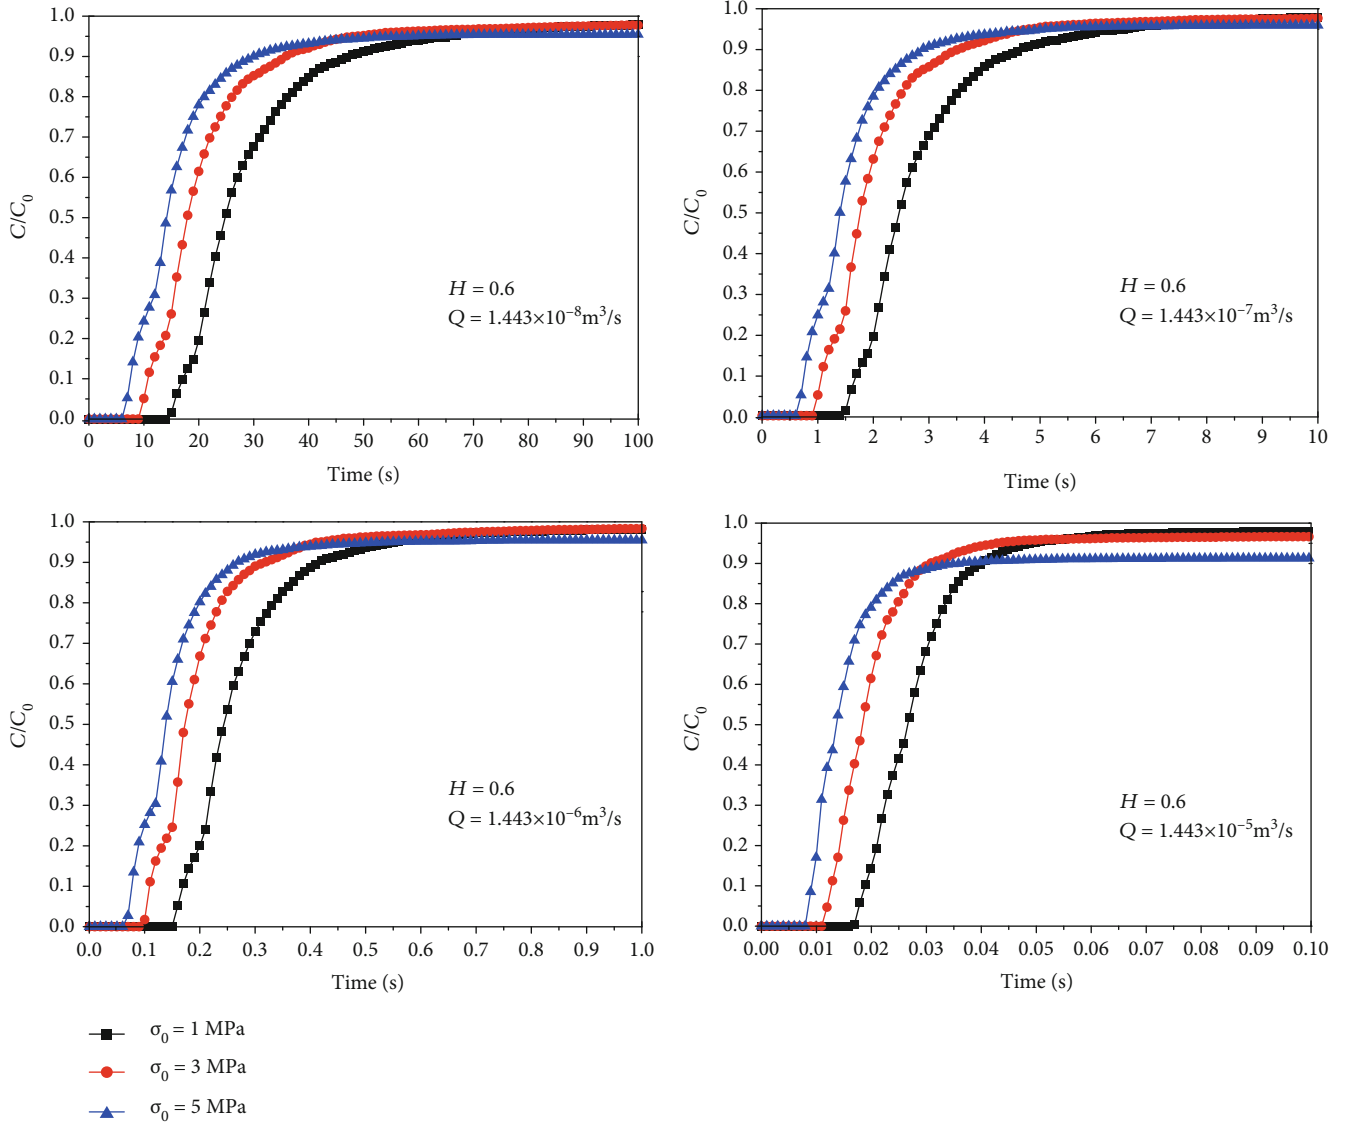 1.0
0.9
0.8
0.7
0.6
0.5
0.4
0.3
0.2
0.1
0.0
C/C₀
0 10 20 30 40 50 60 70 80 90 100
Time (s)
H = 0.6
Q = 1.443×10⁻⁸m³/s
1.0
0.9
0.8
0.7
0.6
0.5
0.4
0.3
0.2
0.1
0.0
C/C₀
0 1 2 3 4 5 6 7 8 9 10
Time (s)
H = 0.6
Q = 1.443×10⁻⁷m³/s
1.0
0.9
0.8
0.7
0.6
0.5
0.4
0.3
0.2
0.1
0.0
C/C₀
0.0 0.1 0.2 0.3 0.4 0.5 0.6 0.7 0.8 0.9 1.0
Time (s)
H = 0.6
Q = 1.443×10⁻⁶m³/s
1.0
0.9
0.8
0.7
0.6
0.5
0.4
0.3
0.2
0.1
0.0
C/C₀
0.00 0.01 0.02 0.03 0.04 0.05 0.06 0.07 0.08 0.09 0.10
Time (s)
H = 0.6
Q = 1.443×10⁻⁵m³/s
σ₀ = 1 MPa
σ₀ = 3 MPa
σ₀ = 5 MPa